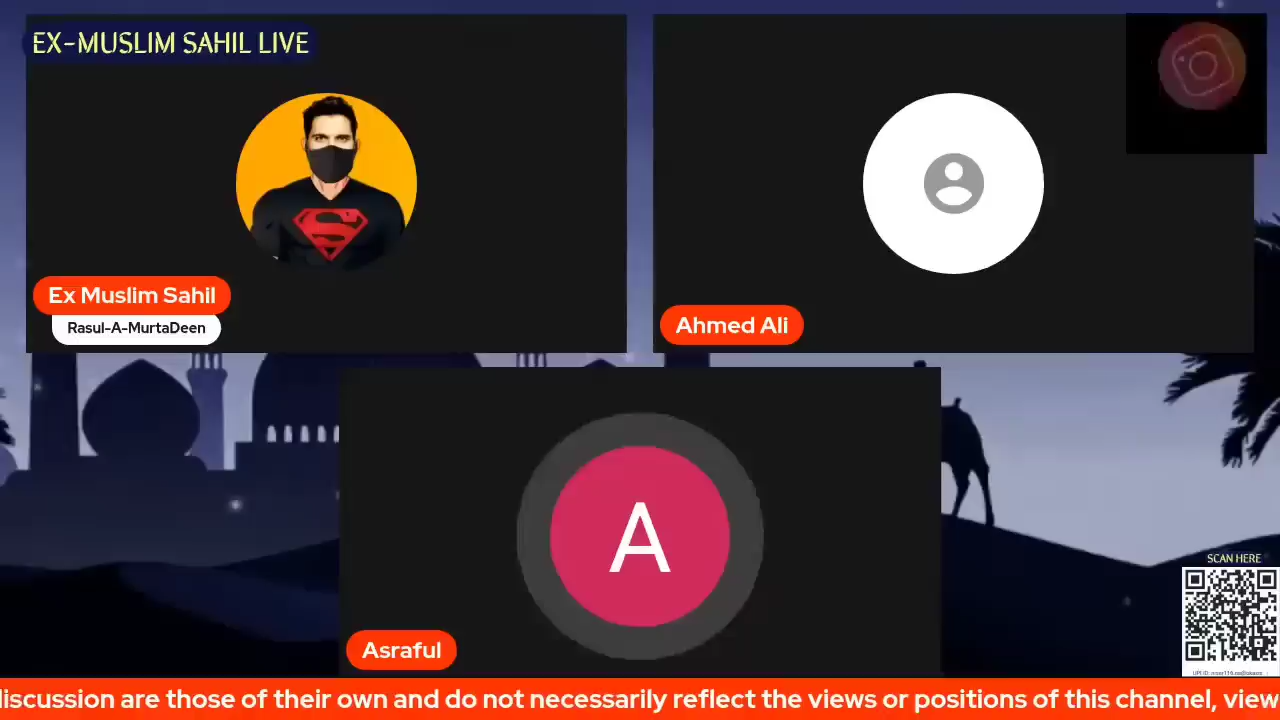 EX-MUSLIM SAHIL LIVE
Ex Muslim Sahil
Rasul-A-MurtaDeen
Ahmed Ali
A
Asraful
SCAN HERE
discussion are those of their own and do not necessarily reflect the views or positions of this channel, view